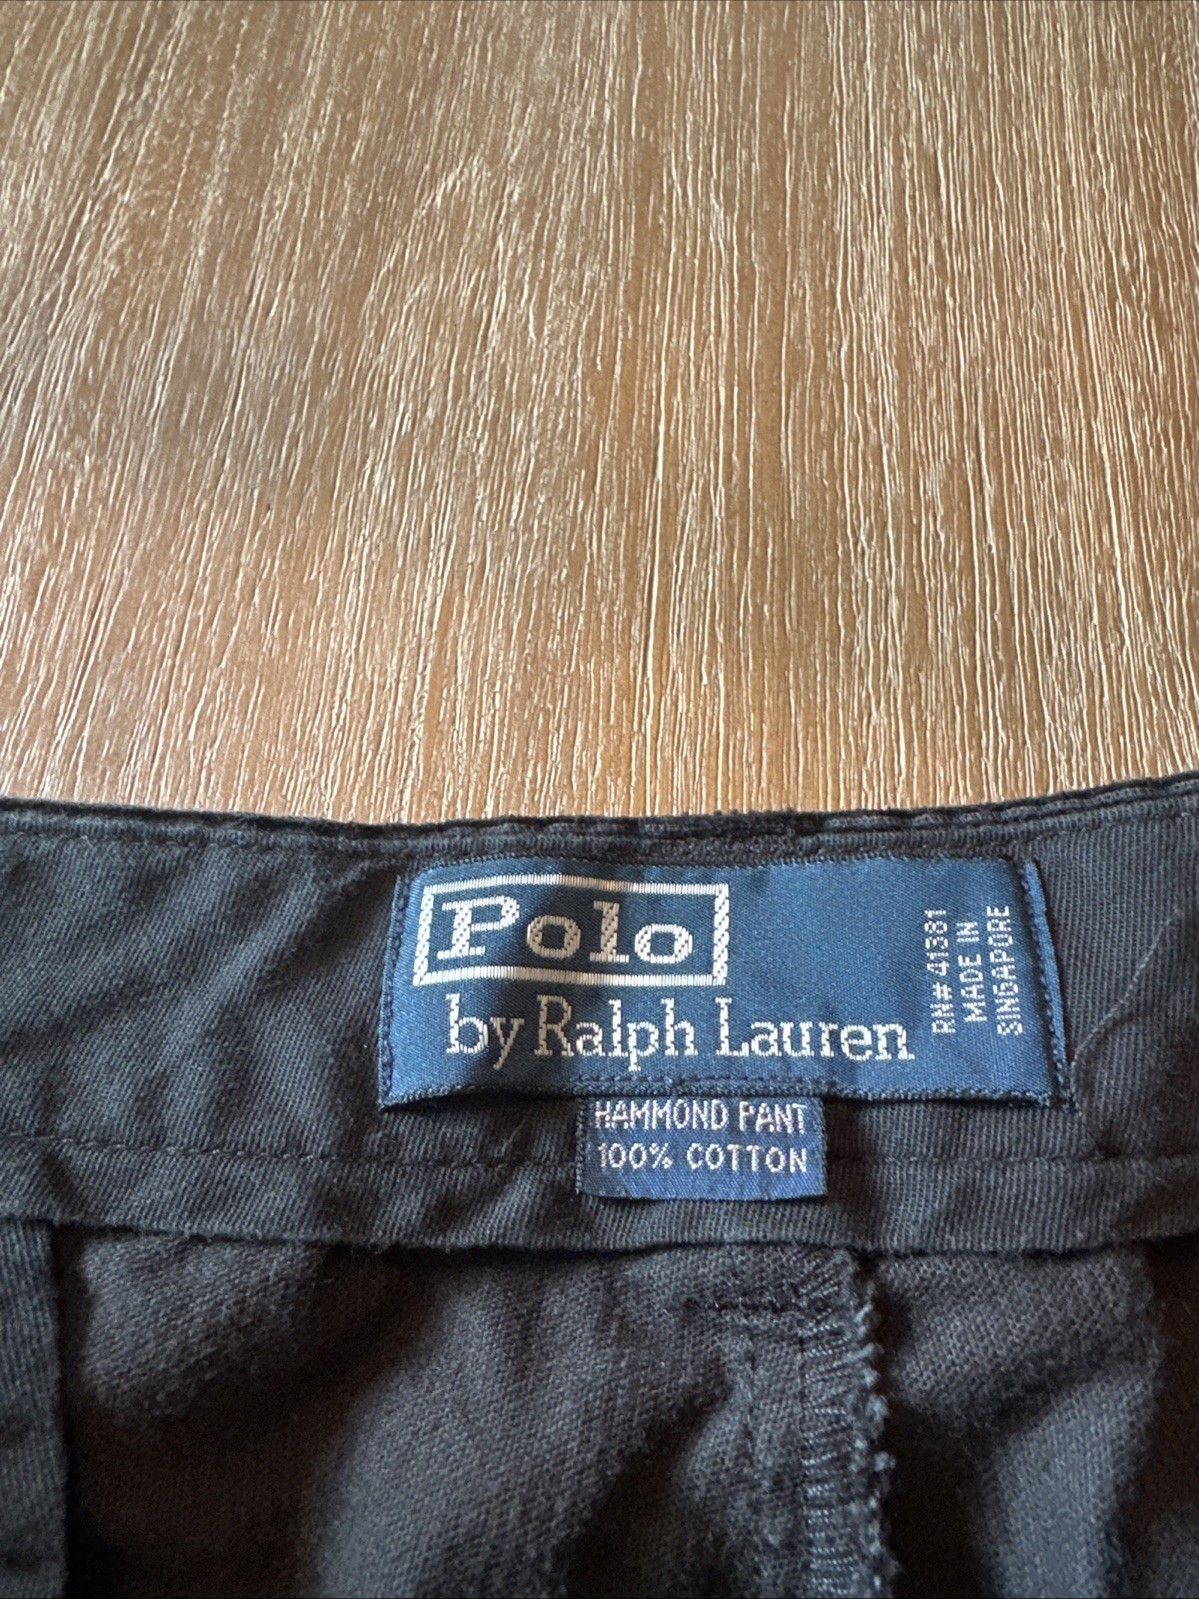 Polo
by Ralph Lauren
RN# 41381
MADE IN
SINGAPORE
HAMMOND PANT
100% COTTON